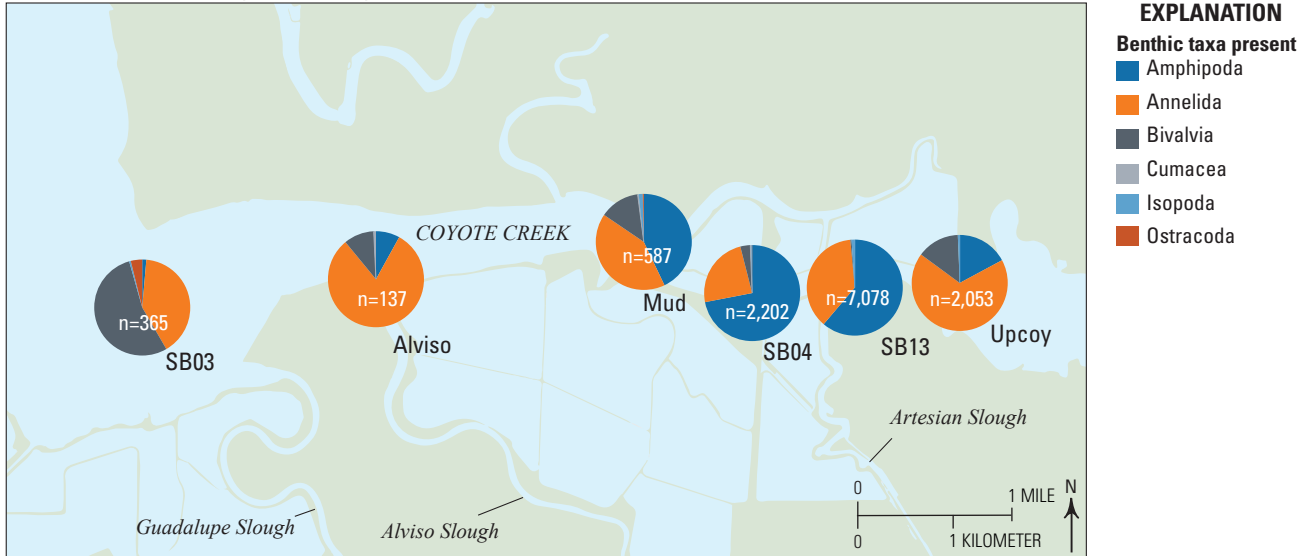 EXPLANATION
Benthic taxa present
Amphipoda
Annelida
Bivalvia
Cumacea
Isopoda
Ostracoda
COYOTE CREEK
n=365
SB03
n=137
Alviso
n=587
Mud
n=2,202
SB04
n=7,078
SB13
n=2,053
Upcoy
Artesian Slough
Guadalupe Slough
Alviso Slough
0
1 MILE
N
0
1 KILOMETER